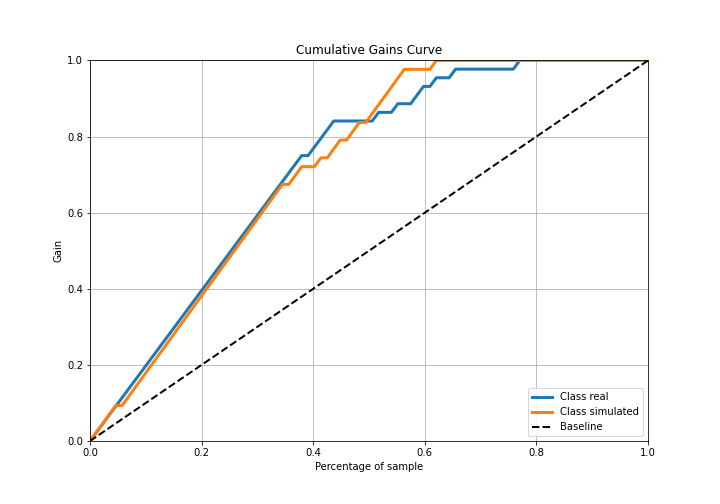 Cumulative Gains Curve
1.0
0.8
0.6
0.4
0.2
0.0
Gain
0.0 0.2 0.4 0.6 0.8 1.0
Percentage of sample
Class real
Class simulated
Baseline